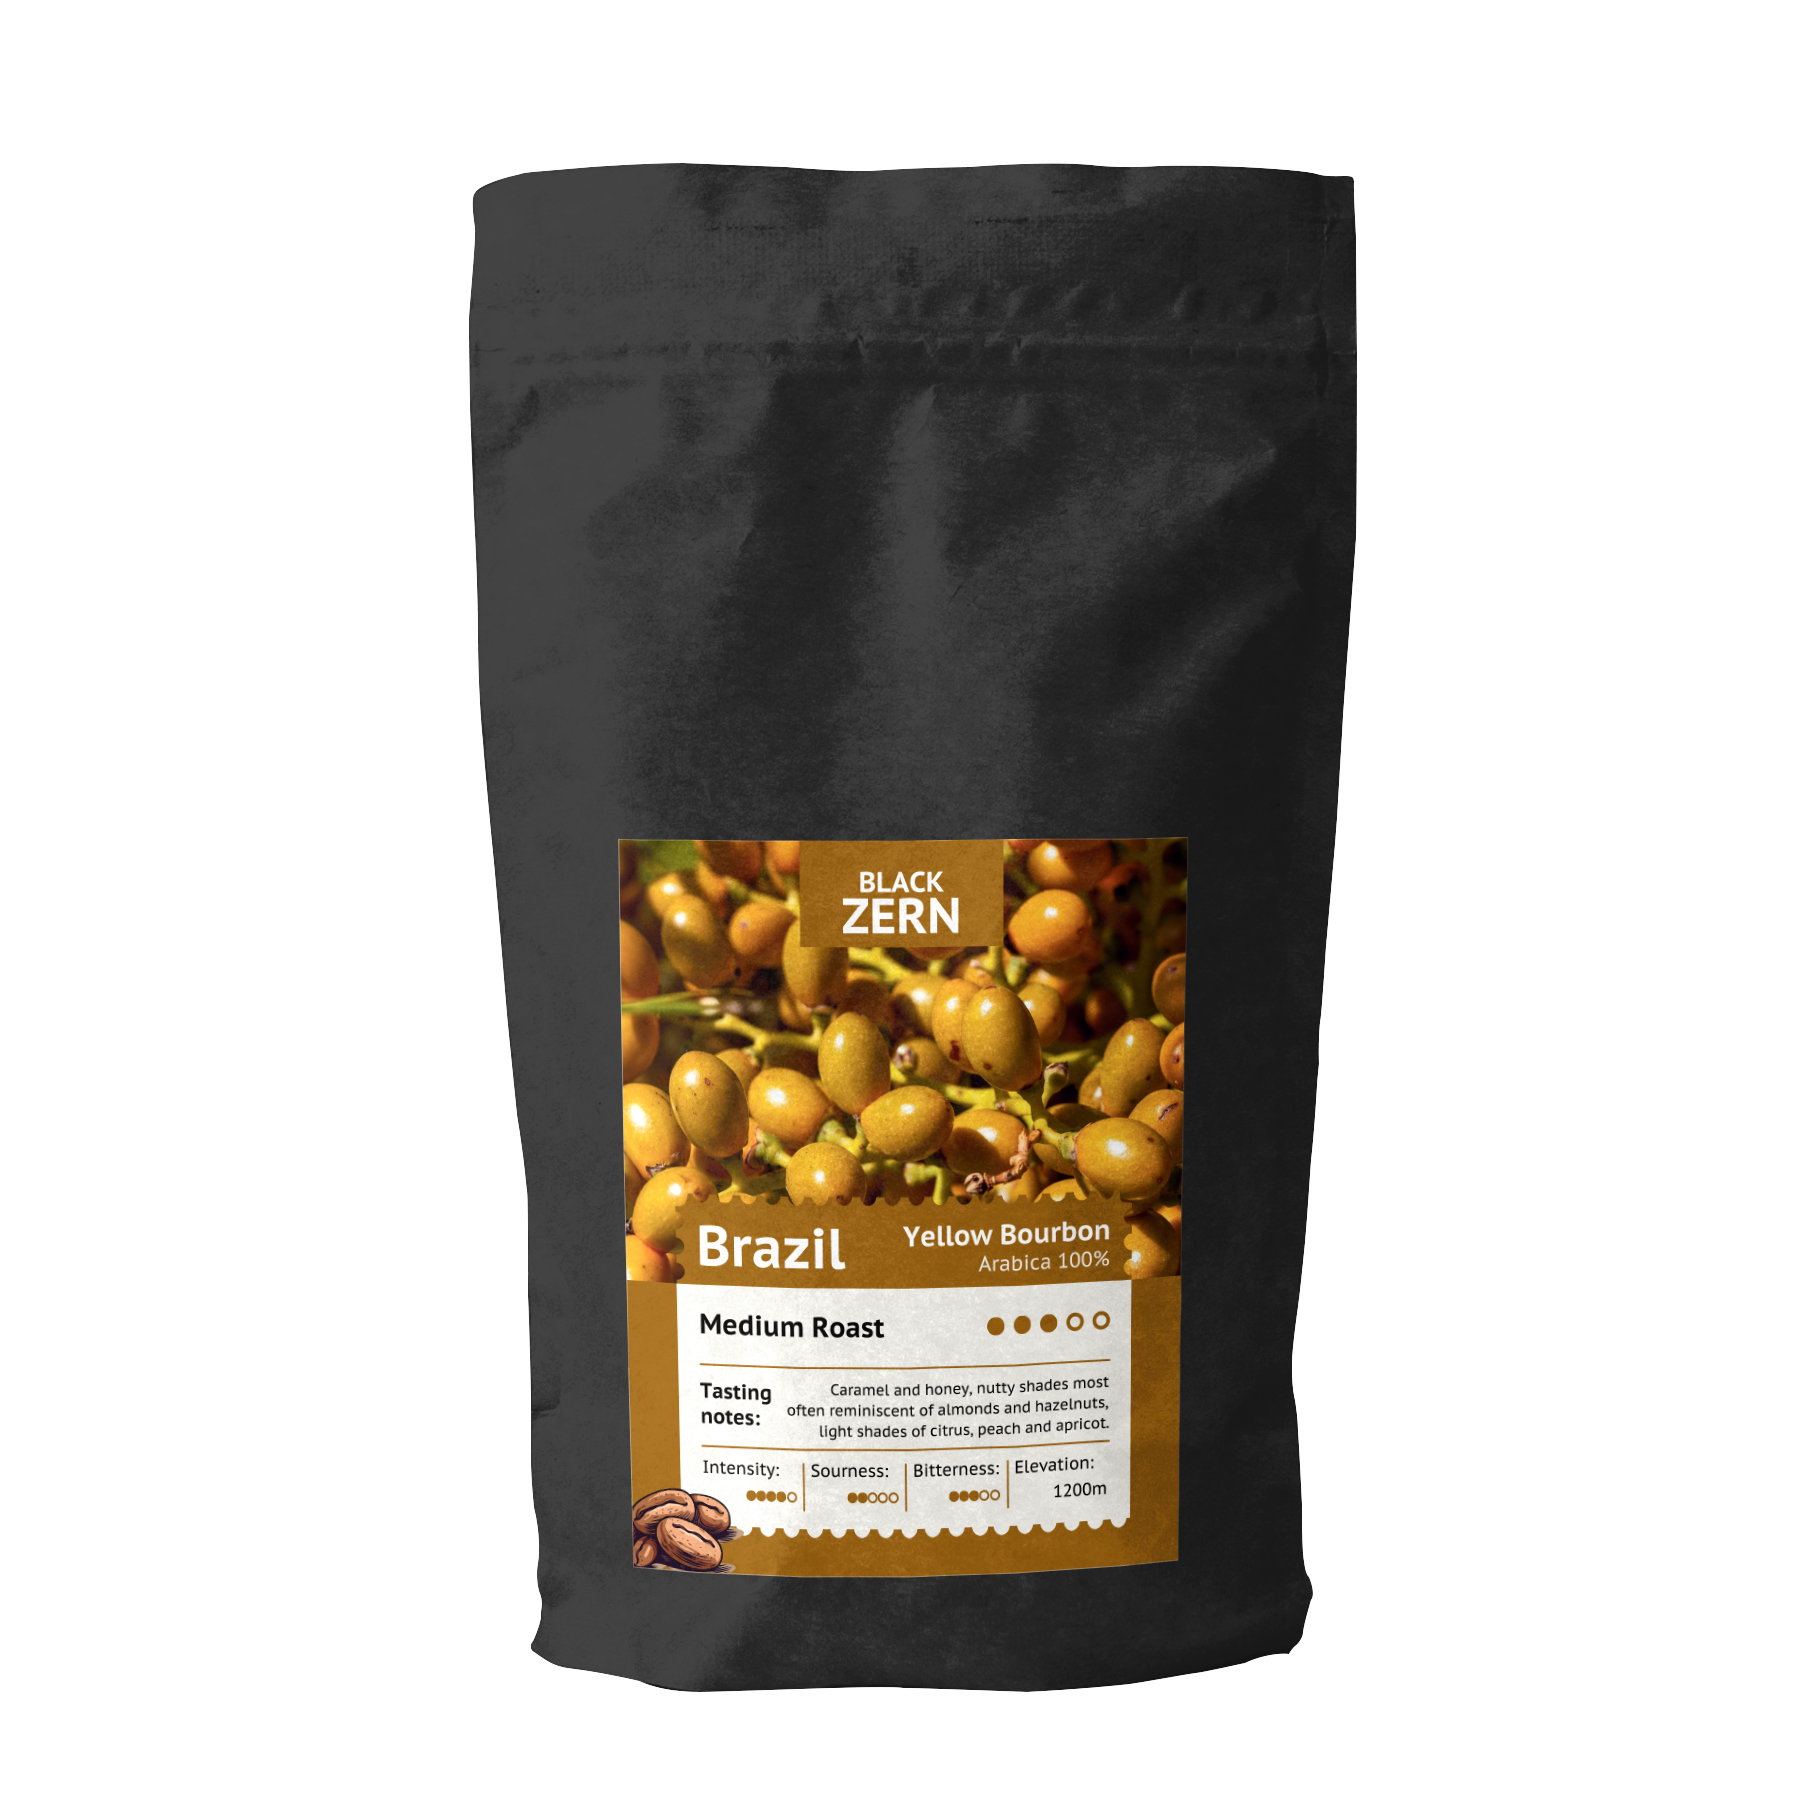 BLACK
ZERN
Brazil
Yellow Bourbon
Arabica 100%
Medium Roast
Tasting
notes:
Caramel and honey, nutty shades most
often reminiscent of almonds and hazelnuts,
light shades of citrus, peach and apricot.
Intensity:
Sourness:
Bitterness:
Elevation:
1200m